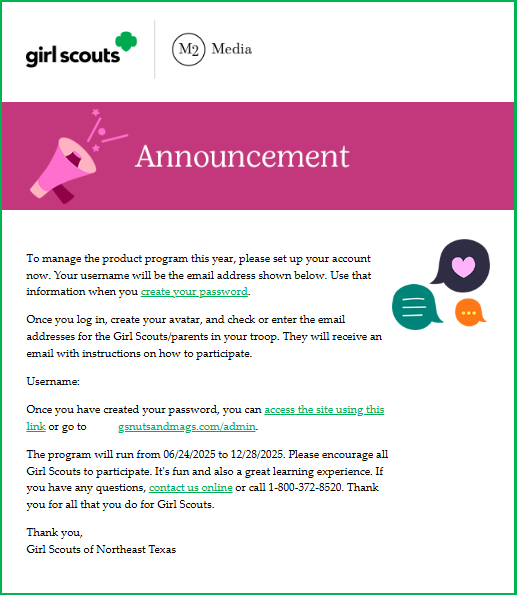 girl scouts
M2 Media
Announcement
To manage the product program this year, please set up your account
now. Your username will be the email address shown below. Use that
information when you create your password.
Once you log in, create your avatar, and check or enter the email
addresses for the Girl Scouts/parents in your troop. They will receive an
email with instructions on how to participate.
Username:
Once you have created your password, you can access the site using this
link or go to gsnutsandmags.com/admin.
The program will run from 06/24/2025 to 12/28/2025. Please encourage all
Girl Scouts to participate. It's fun and also a great learning experience. If
you have any questions, contact us online or call 1-800-372-8520. Thank
you for all that you do for Girl Scouts.
Thank you,
Girl Scouts of Northeast Texas